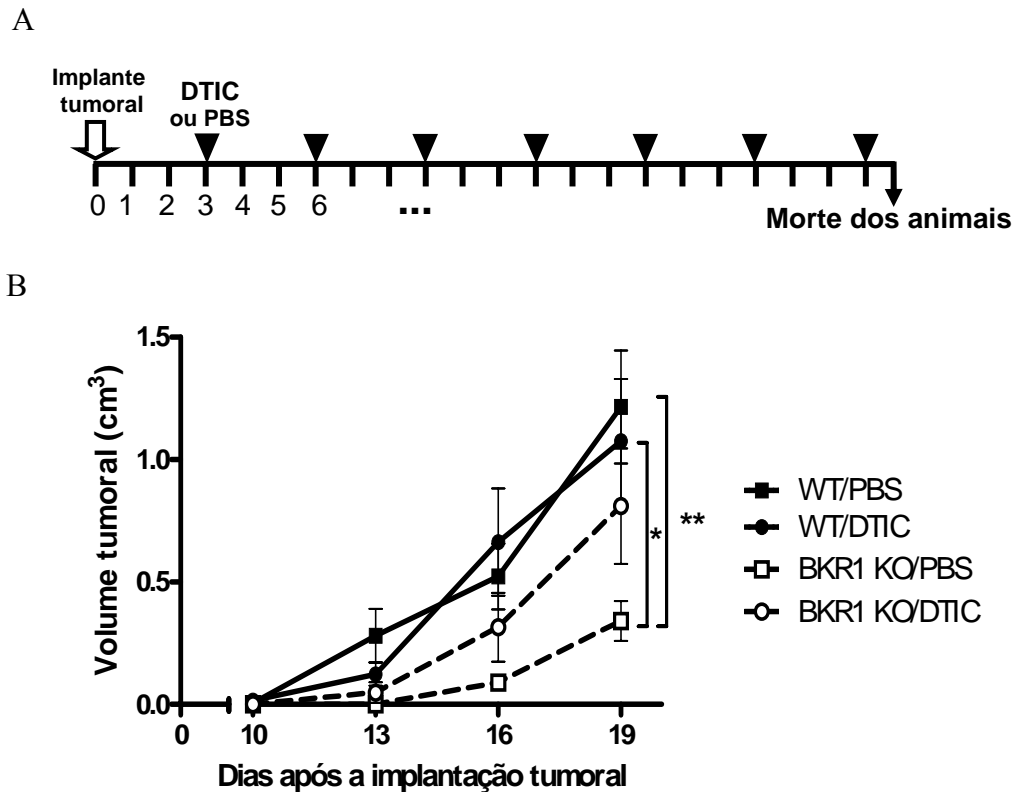 A
Implante
tumoral
DTIC
ou PBS
0 1 2 3 4 5 6 ...
Morte dos animais
B
Volume tumoral (cm³)
1.5
1.0
0.5
0.0
0 10 13 16 19
Dias após a implantação tumoral
* **
WT/PBS
WT/DTIC
BKR1 KO/PBS
BKR1 KO/DTIC